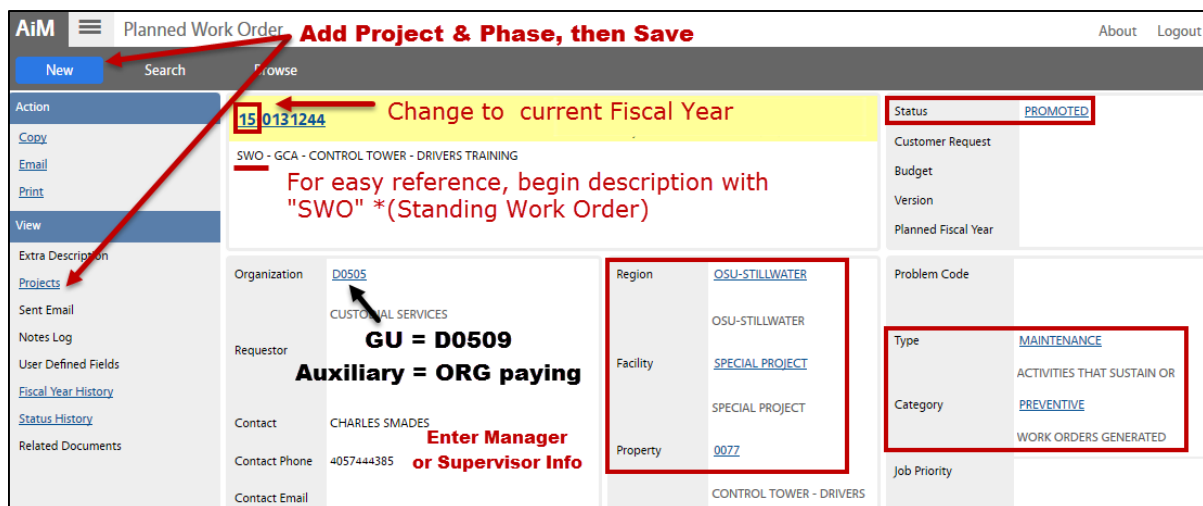 AiM Planned Work Order About Logout
Add Project & Phase, then Save
New Search Browse
Action
Copy
Email
Print
View
Extra Description
Projects
Sent Email
Notes Log
User Defined Fields
Fiscal Year History
Status History
Related Documents
150131244
Change to current Fiscal Year
SWO - GCA - CONTROL TOWER - DRIVERS TRAINING
For easy reference, begin description with
"SWO" *(Standing Work Order)
Status PROMOTED
Customer Request
Budget
Version
Planned Fiscal Year
Organization D0505
CUSTODIAL SERVICES
GU = D0509
Requestor
Auxiliary = ORG paying
Contact CHARLES SMADES
Enter Manager
or Supervisor Info
Contact Phone 4057444385
Contact Email
Region OSU-STILLWATER
OSU-STILLWATER
Facility SPECIAL PROJECT
SPECIAL PROJECT
Property 0077
CONTROL TOWER - DRIVERS
Problem Code
Type MAINTENANCE
ACTIVITIES THAT SUSTAIN OR
Category PREVENTIVE
WORK ORDERS GENERATED
Job Priority